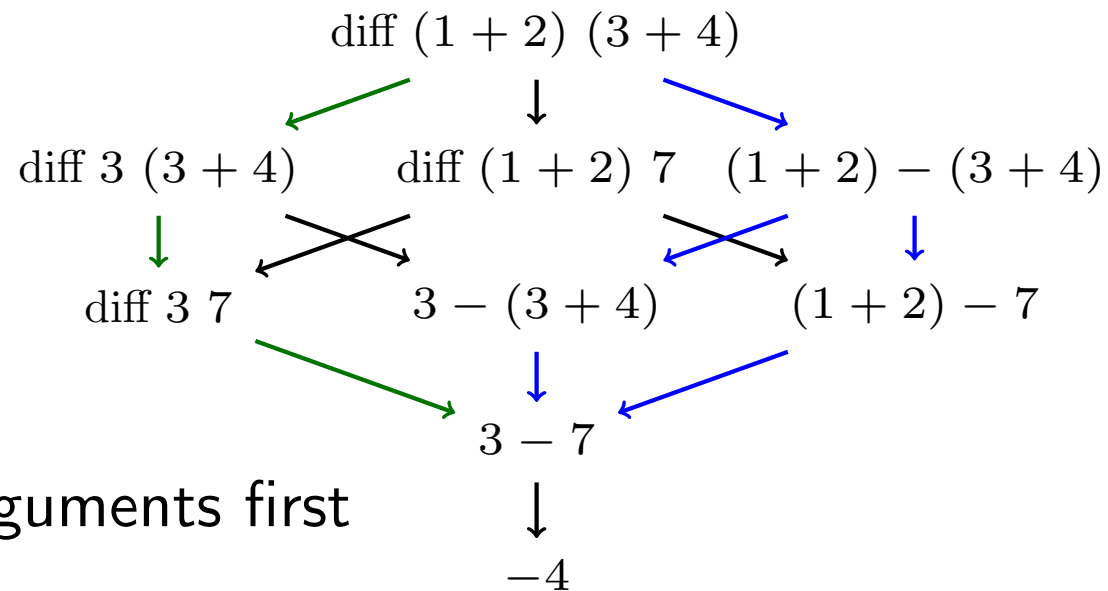 diff (1 + 2) (3 + 4)
diff 3 (3 + 4) diff (1 + 2) 7 (1 + 2) − (3 + 4)
diff 3 7 3 − (3 + 4) (1 + 2) − 7
3 − 7
guments first
−4